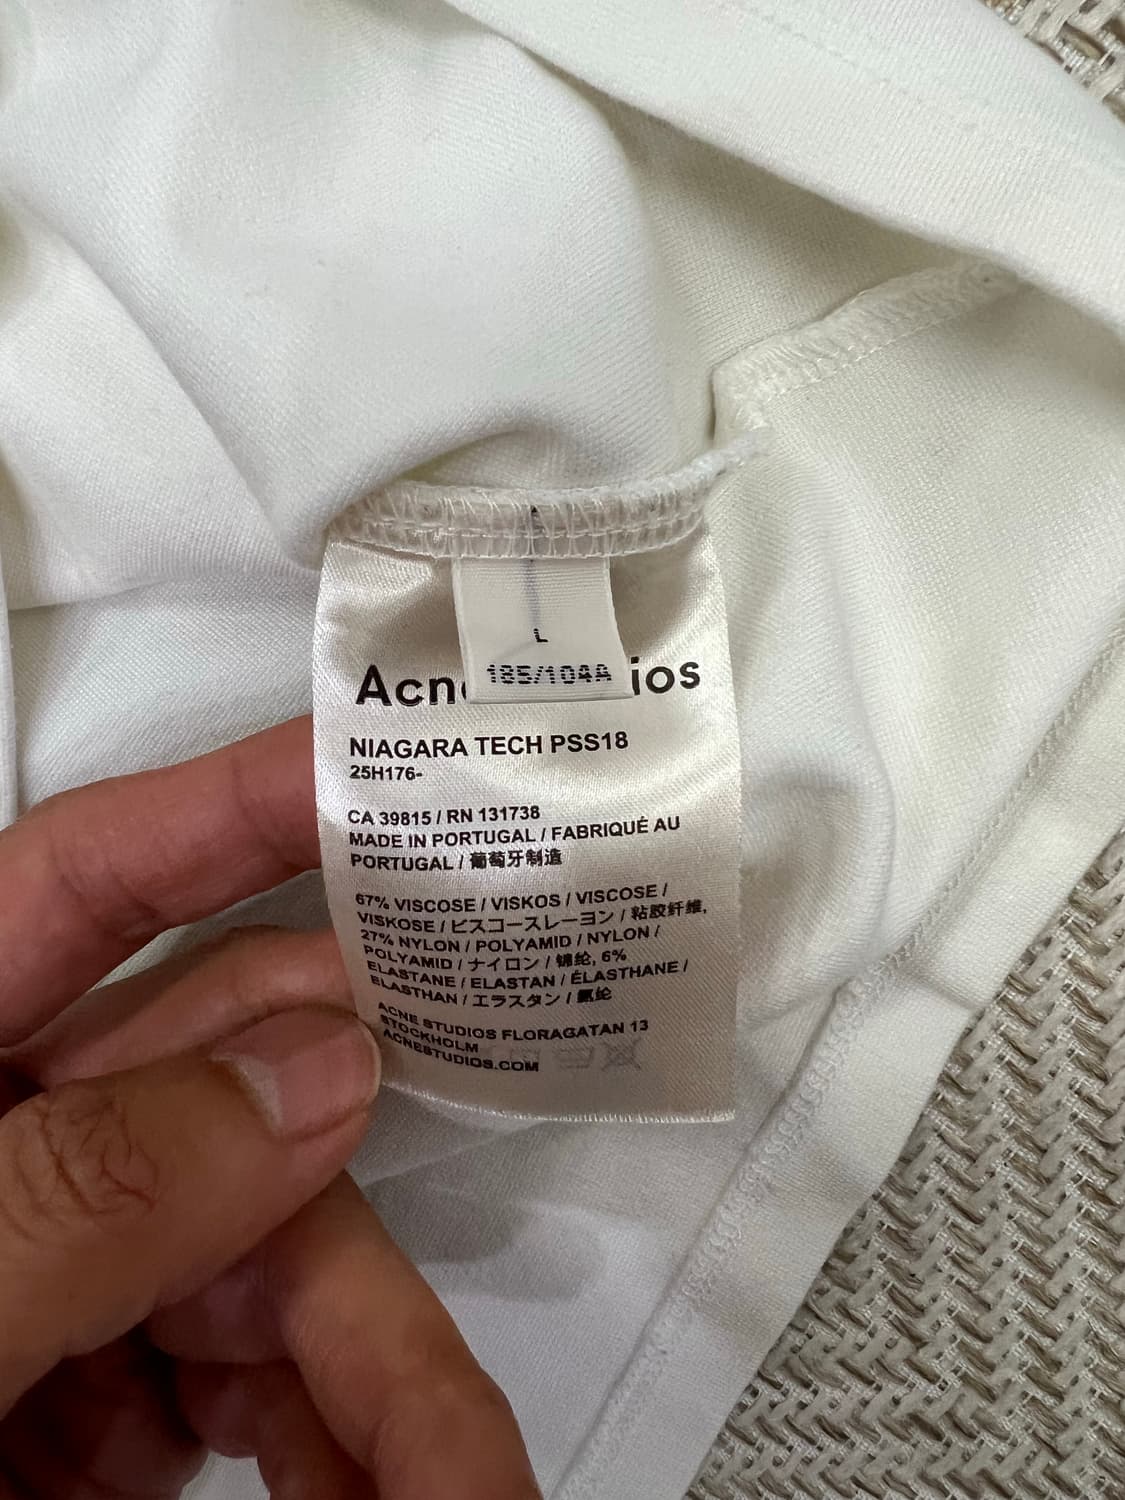 L
185/104A
Acne Studios
NIAGARA TECH PSS18
25H176-
CA 39815 / RN 131738
MADE IN PORTUGAL / FABRIQUÉ AU
PORTUGAL / 葡萄牙制造
67% VISCOSE / VISKOS / VISCOSE /
VISKOSE / ビスコースレーヨン / 粘胶纤维,
27% NYLON / POLYAMID / NYLON /
POLYAMID / ナイロン / 锦纶, 6%
ELASTANE / ELASTAN / ÉLASTHANE /
ELASTHAN / エラスタン / 氨纶
ACNE STUDIOS FLORAGATAN 13
STOCKHOLM
ACNESTUDIOS.COM